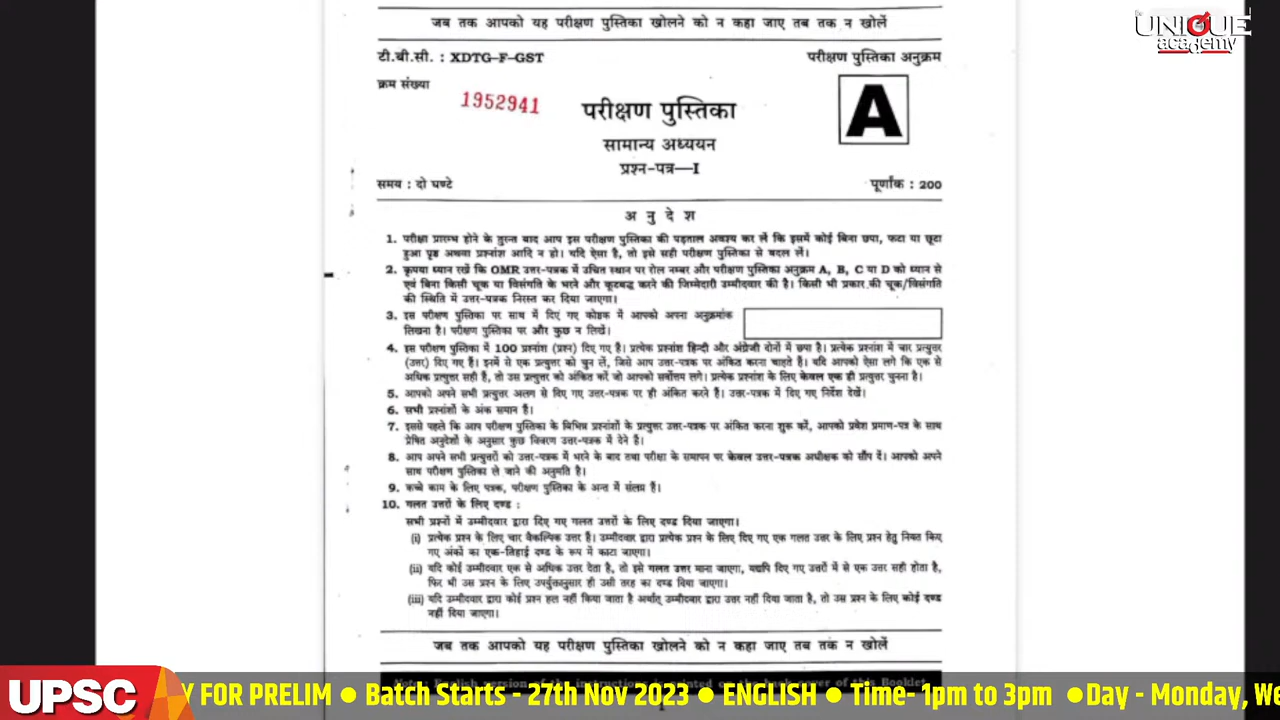 जब तक आपको यह परीक्षण पुस्तिका खोलने को न कहा जाए तब तक न खोलें
UNIQUE
academy
टी.बी.सी. : XDTG-F-GST
परीक्षण पुस्तिका अनुक्रम
क्रम संख्या
1952941
A
परीक्षण पुस्तिका
सामान्य अध्ययन
प्रश्न-पत्र—I
समय : दो घण्टे
पूर्णांक : 200
अ नु दे श
1. परीक्षा प्रारम्भ होने के तुरन्त बाद आप इस परीक्षण पुस्तिका की पड़ताल अवश्य कर लें कि इसमें कोई बिना छपा, फटा या छूटा
हुआ पृष्ठ अथवा प्रश्नांश आदि न हो। यदि ऐसा है, तो इसे सही परीक्षण पुस्तिका से बदल लें।
2. कृपया ध्यान रखें कि OMR उत्तर-पत्रक में उचित स्थान पर रोल नम्बर और परीक्षण पुस्तिका अनुक्रम A, B, C या D को ध्यान से
एवं बिना किसी चूक या विसंगति के भरने और कूटबद्ध करने की जिम्मेदारी उम्मीदवार की है। किसी भी प्रकार की चूक/विसंगति
की स्थिति में उत्तर-पत्रक निरस्त कर दिया जाएगा।
3. इस परीक्षण पुस्तिका पर साथ में दिए गए कोष्ठक में आपको अपना अनुक्रमांक
लिखना है। परीक्षण पुस्तिका पर और कुछ न लिखें।
4. इस परीक्षण पुस्तिका में 100 प्रश्नांश (प्रश्न) दिए गए है। प्रत्येक प्रश्नांश हिन्दी और अंग्रेजी दोनों में छपा है। प्रत्येक प्रश्नांश में चार प्रत्युत्तर
(उत्तर) दिए गए हैं। इनमें से एक प्रत्युत्तर को चुन लें, जिसे आप उत्तर-पत्रक पर अंकित करना चाहते हैं। यदि आपको ऐसा लगे कि एक से
अधिक प्रत्युत्तर सही हैं, तो उस प्रत्युत्तर को अंकित करें जो आपको सर्वोत्तम लगे। प्रत्येक प्रश्नांश के लिए केवल एक ही प्रत्युत्तर चुनना है।
5. आपको अपने सभी प्रत्युत्तर अलग से दिए गए उत्तर-पत्रक पर ही अंकित करने हैं। उत्तर-पत्रक में दिए गए निर्देश देखें।
6. सभी प्रश्नांशों के अंक समान हैं।
7. इससे पहले कि आप परीक्षण पुस्तिका के विभिन्न प्रश्नांशों के प्रत्युत्तर उत्तर-पत्रक पर अंकित करना शुरू करें, आपको प्रवेश प्रमाण-पत्र के साथ
प्रेषित अनुदेशों के अनुसार कुछ विवरण उत्तर-पत्रक में देने हैं।
8. आप अपने सभी प्रत्युत्तरों को उत्तर-पत्रक में भरने के बाद तथा परीक्षा के समापन पर केवल उत्तर-पत्रक अधीक्षक को सौंप दें। आपको अपने
साथ परीक्षण पुस्तिका ले जाने की अनुमति है।
9. कच्चे काम के लिए पत्रक, परीक्षण पुस्तिका के अन्त में संलग्न हैं।
10. गलत उत्तरों के लिए दण्ड :
सभी प्रश्नों में उम्मीदवार द्वारा दिए गए गलत उत्तरों के लिए दण्ड दिया जाएगा।
(i) प्रत्येक प्रश्न के लिए चार वैकल्पिक उत्तर हैं। उम्मीदवार द्वारा प्रत्येक प्रश्न के लिए दिए गए एक गलत उत्तर के लिए प्रश्न हेतु नियत किए
गए अंकों का एक-तिहाई दण्ड के रूप में काटा जाएगा।
(ii) यदि कोई उम्मीदवार एक से अधिक उत्तर देता है, तो इसे गलत उत्तर माना जाएगा, यद्यपि दिए गए उत्तरों में से एक उत्तर सही होता है,
फिर भी उस प्रश्न के लिए उपर्युक्तानुसार ही उसी तरह का दण्ड दिया जाएगा।
(iii) यदि उम्मीदवार द्वारा कोई प्रश्न हल नहीं किया जाता है अर्थात् उम्मीदवार द्वारा उत्तर नहीं दिया जाता है, तो उस प्रश्न के लिए कोई दण्ड
नहीं दिया जाएगा।
जब तक आपको यह परीक्षण पुस्तिका खोलने को न कहा जाए तब तक न खोलें
UPSC
Y FOR PRELIM ● Batch Starts - 27th Nov 2023 ● ENGLISH ● Time- 1pm to 3pm ●Day - Monday, We